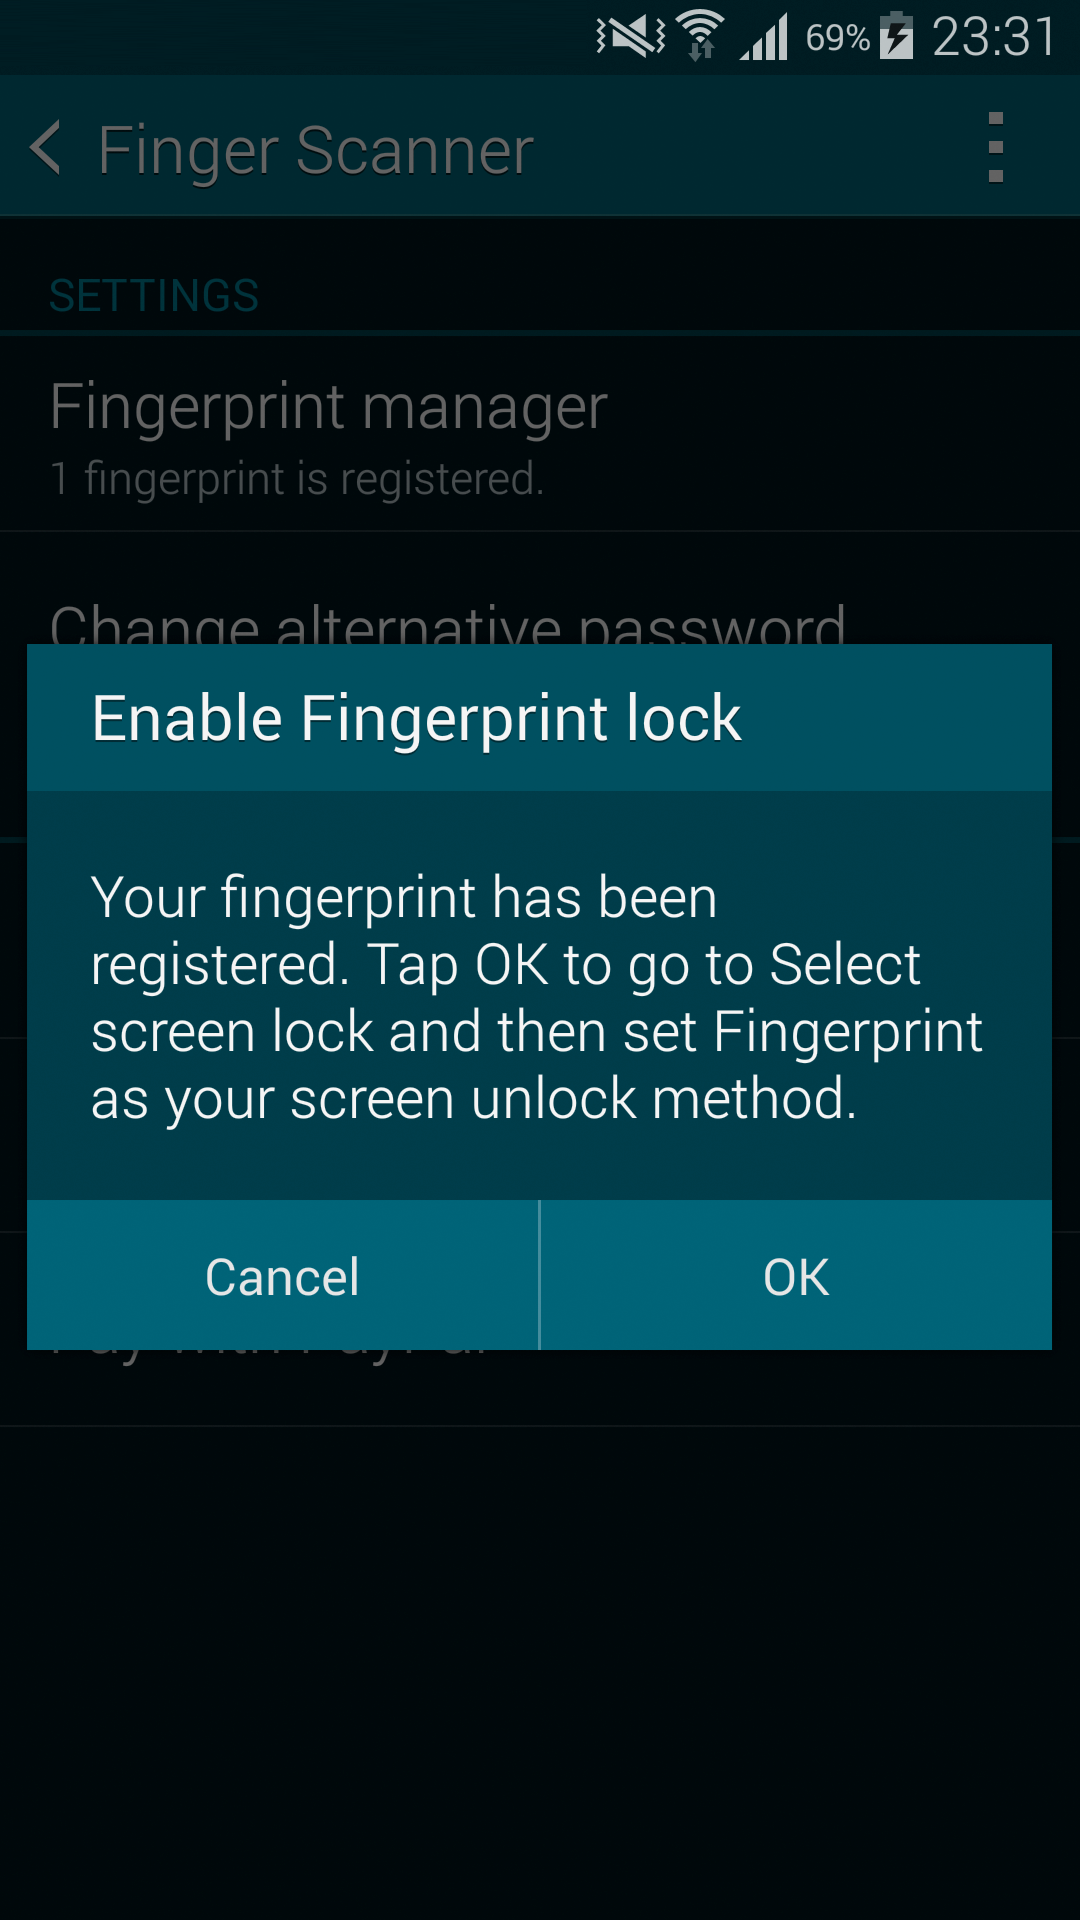 69% 23:31
Finger Scanner
SETTINGS
Fingerprint manager
1 fingerprint is registered.
Change alternative password
Enable Fingerprint lock
Your fingerprint has been
registered. Tap OK to go to Select
screen lock and then set Fingerprint
as your screen unlock method.
Cancel OK